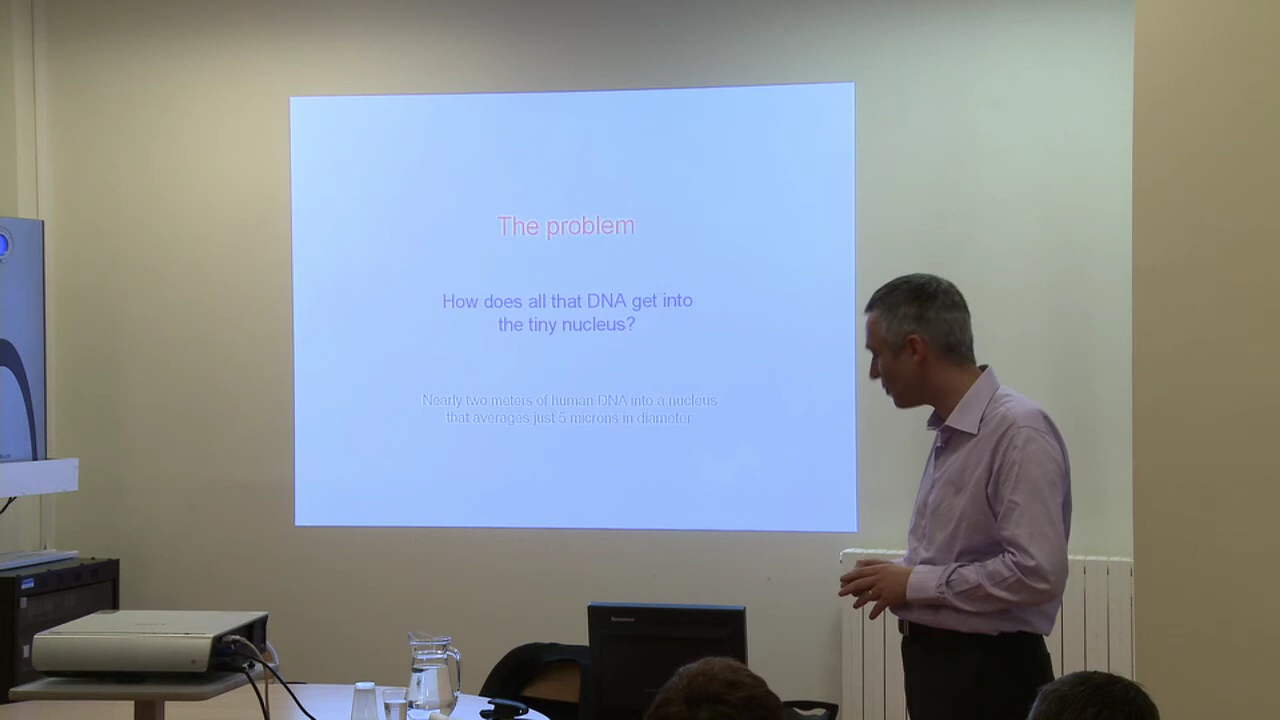 The problem
How does all that DNA get into
the tiny nucleus?
Nearly two meters of human DNA into a nucleus
that averages just 5 microns in diameter